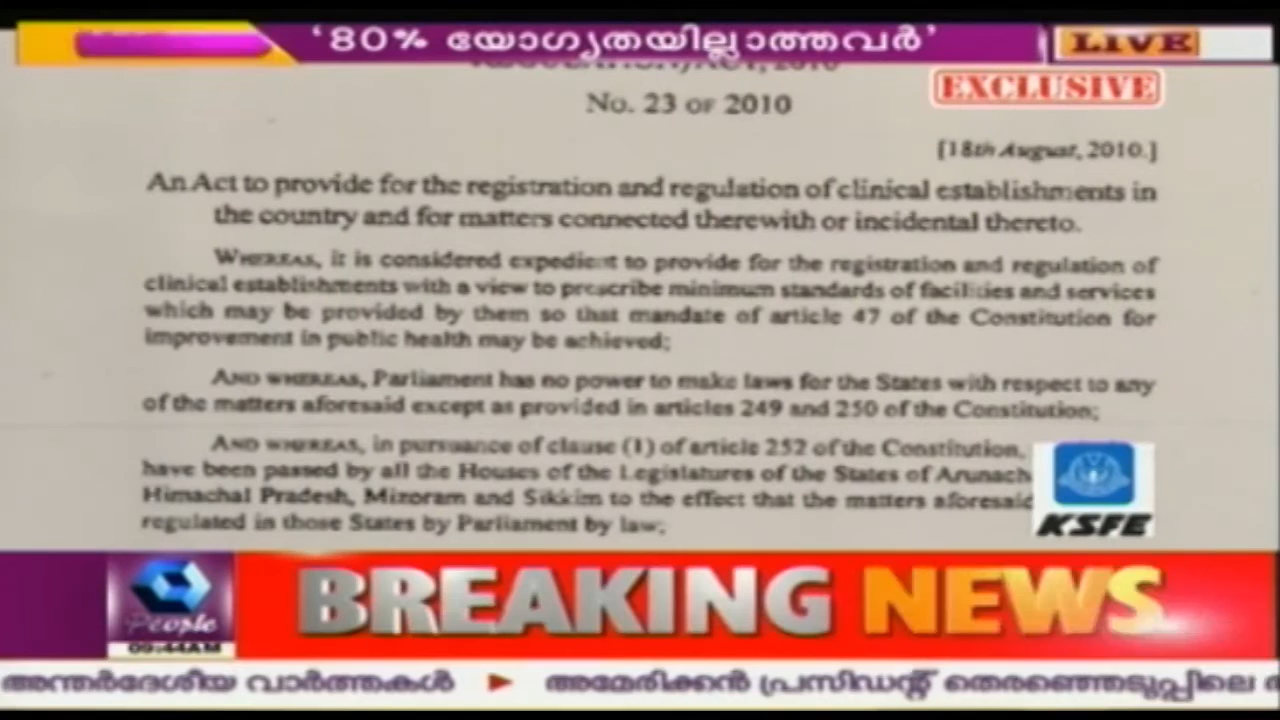 ‘80% യോഗ്യതയില്ലാത്തവർ’
LIVE
EXCLUSIVE
No. 23 OF 2010
[18th August, 2010.]
An Act to provide for the registration and regulation of clinical establishments in
the country and for matters connected therewith or incidental thereto.
WHEREAS, it is considered expedient to provide for the registration and regulation of
clinical establishments with a view to prescribe minimum standards of facilities and services
which may be provided by them so that mandate of article 47 of the Constitution for
improvement in public health may be achieved;
AND WHEREAS, Parliament has no power to make laws for the States with respect to any
of the matters aforesaid except as provided in articles 249 and 250 of the Constitution;
AND WHEREAS, in pursuance of clause (1) of article 252 of the Constitution,
have been passed by all the Houses of the Legislatures of the States of Arunach
Himachal Pradesh, Mizoram and Sikkim to the effect that the matters aforesaid
regulated in those States by Parliament by law;
KSFE
BREAKING NEWS
People
09:44AM
അന്തർദേശീയ വാർത്തകൾ ▶ അമേരിക്കൻ പ്രസിഡന്റ് തെരഞ്ഞെടുപ്പിലെ